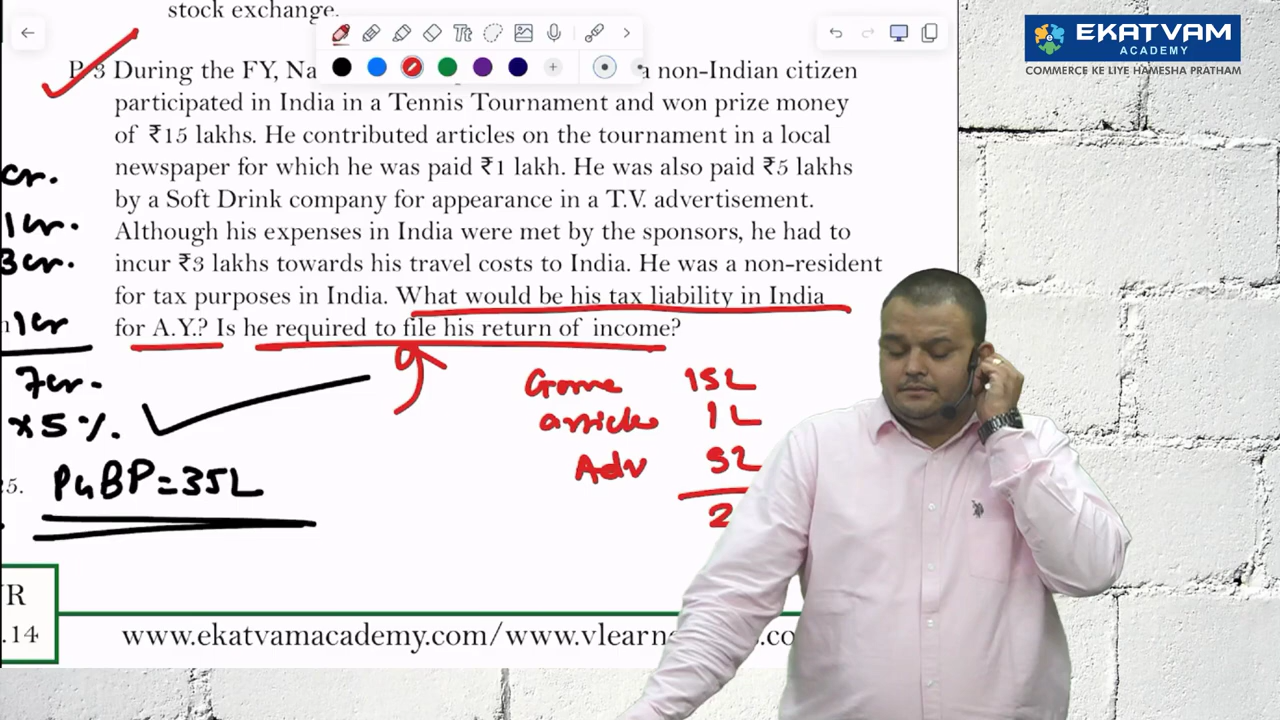 stock exchange.
EKATVAM
ACADEMY
COMMERCE KE LIYE HAMESHA PRATHAM
P 3 During the FY, Na a non-Indian citizen
participated in India in a Tennis Tournament and won prize money
of ₹15 lakhs. He contributed articles on the tournament in a local
newspaper for which he was paid ₹1 lakh. He was also paid ₹5 lakhs
by a Soft Drink company for appearance in a T.V. advertisement.
Although his expenses in India were met by the sponsors, he had to
incur ₹3 lakhs towards his travel costs to India. He was a non-resident
for tax purposes in India. What would be his tax liability in India
for A.Y.? Is he required to file his return of income?
cr.
1cr.
3cr.
1cr
7cr.
x5%.
5. PGBP=35L
Game 15L
articles 1L
Adv 5L
2
R
.14
www.ekatvamacademy.com/www.vlearn